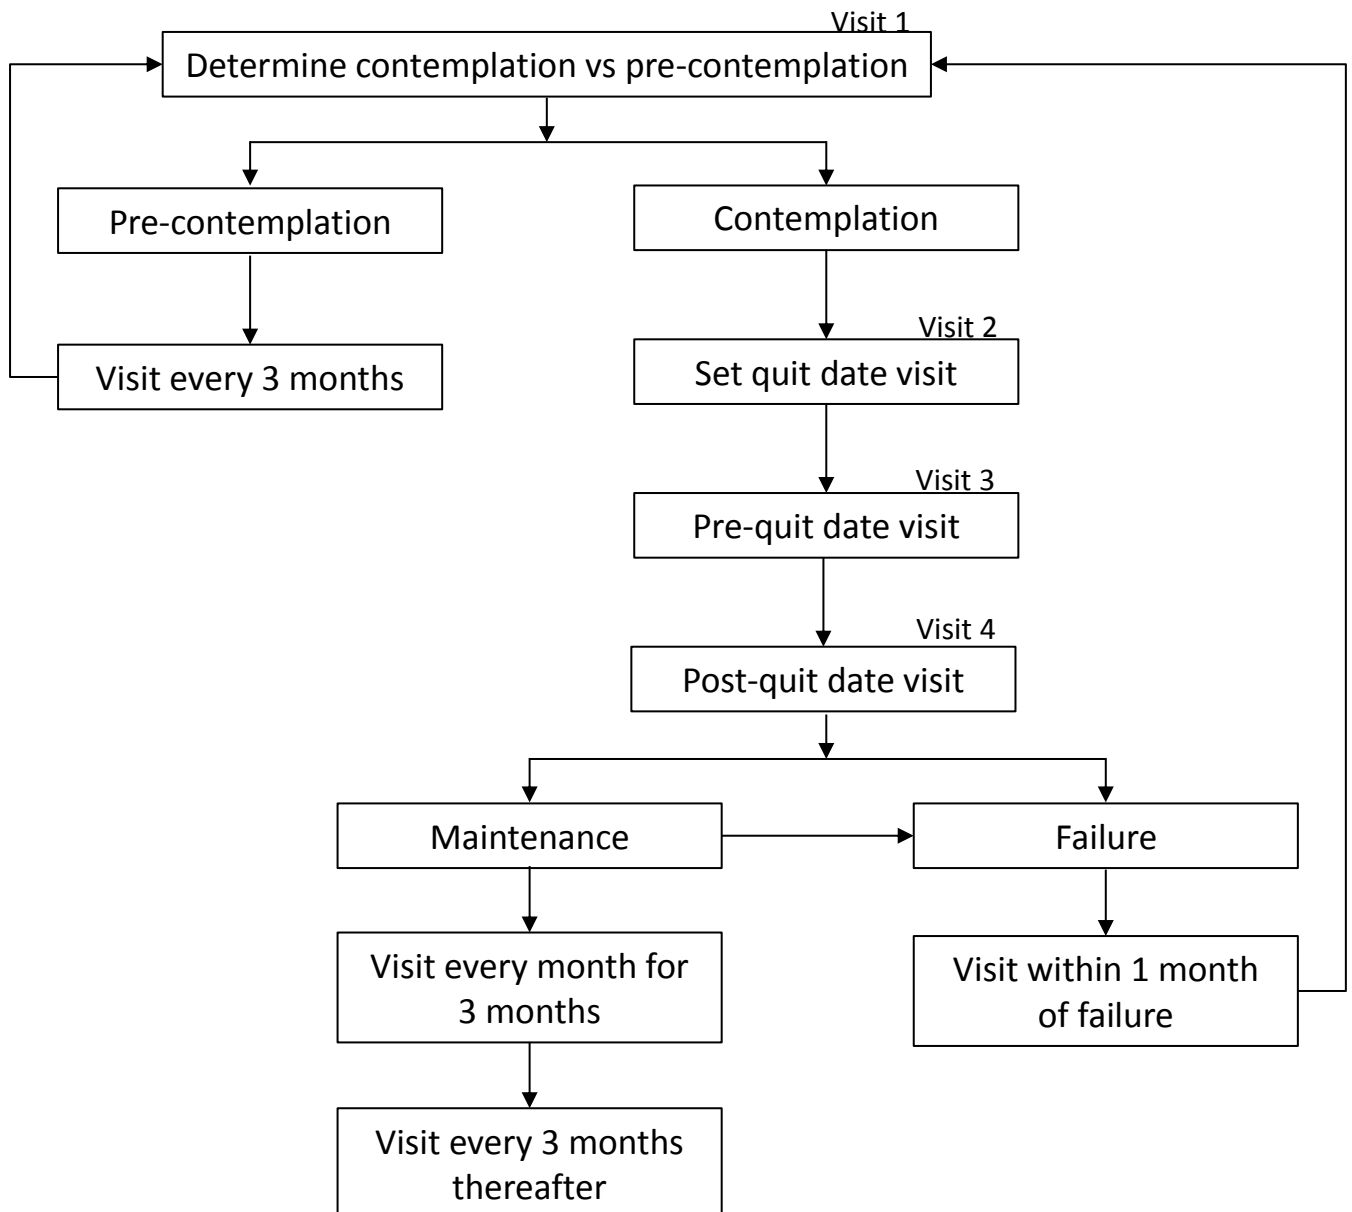 Visit 1
Determine contemplation vs pre-contemplation
Pre-contemplation
Contemplation
Visit every 3 months
Visit 2
Set quit date visit
Visit 3
Pre-quit date visit
Visit 4
Post-quit date visit
Maintenance
Failure
Visit every month for
3 months
Visit within 1 month
of failure
Visit every 3 months
thereafter